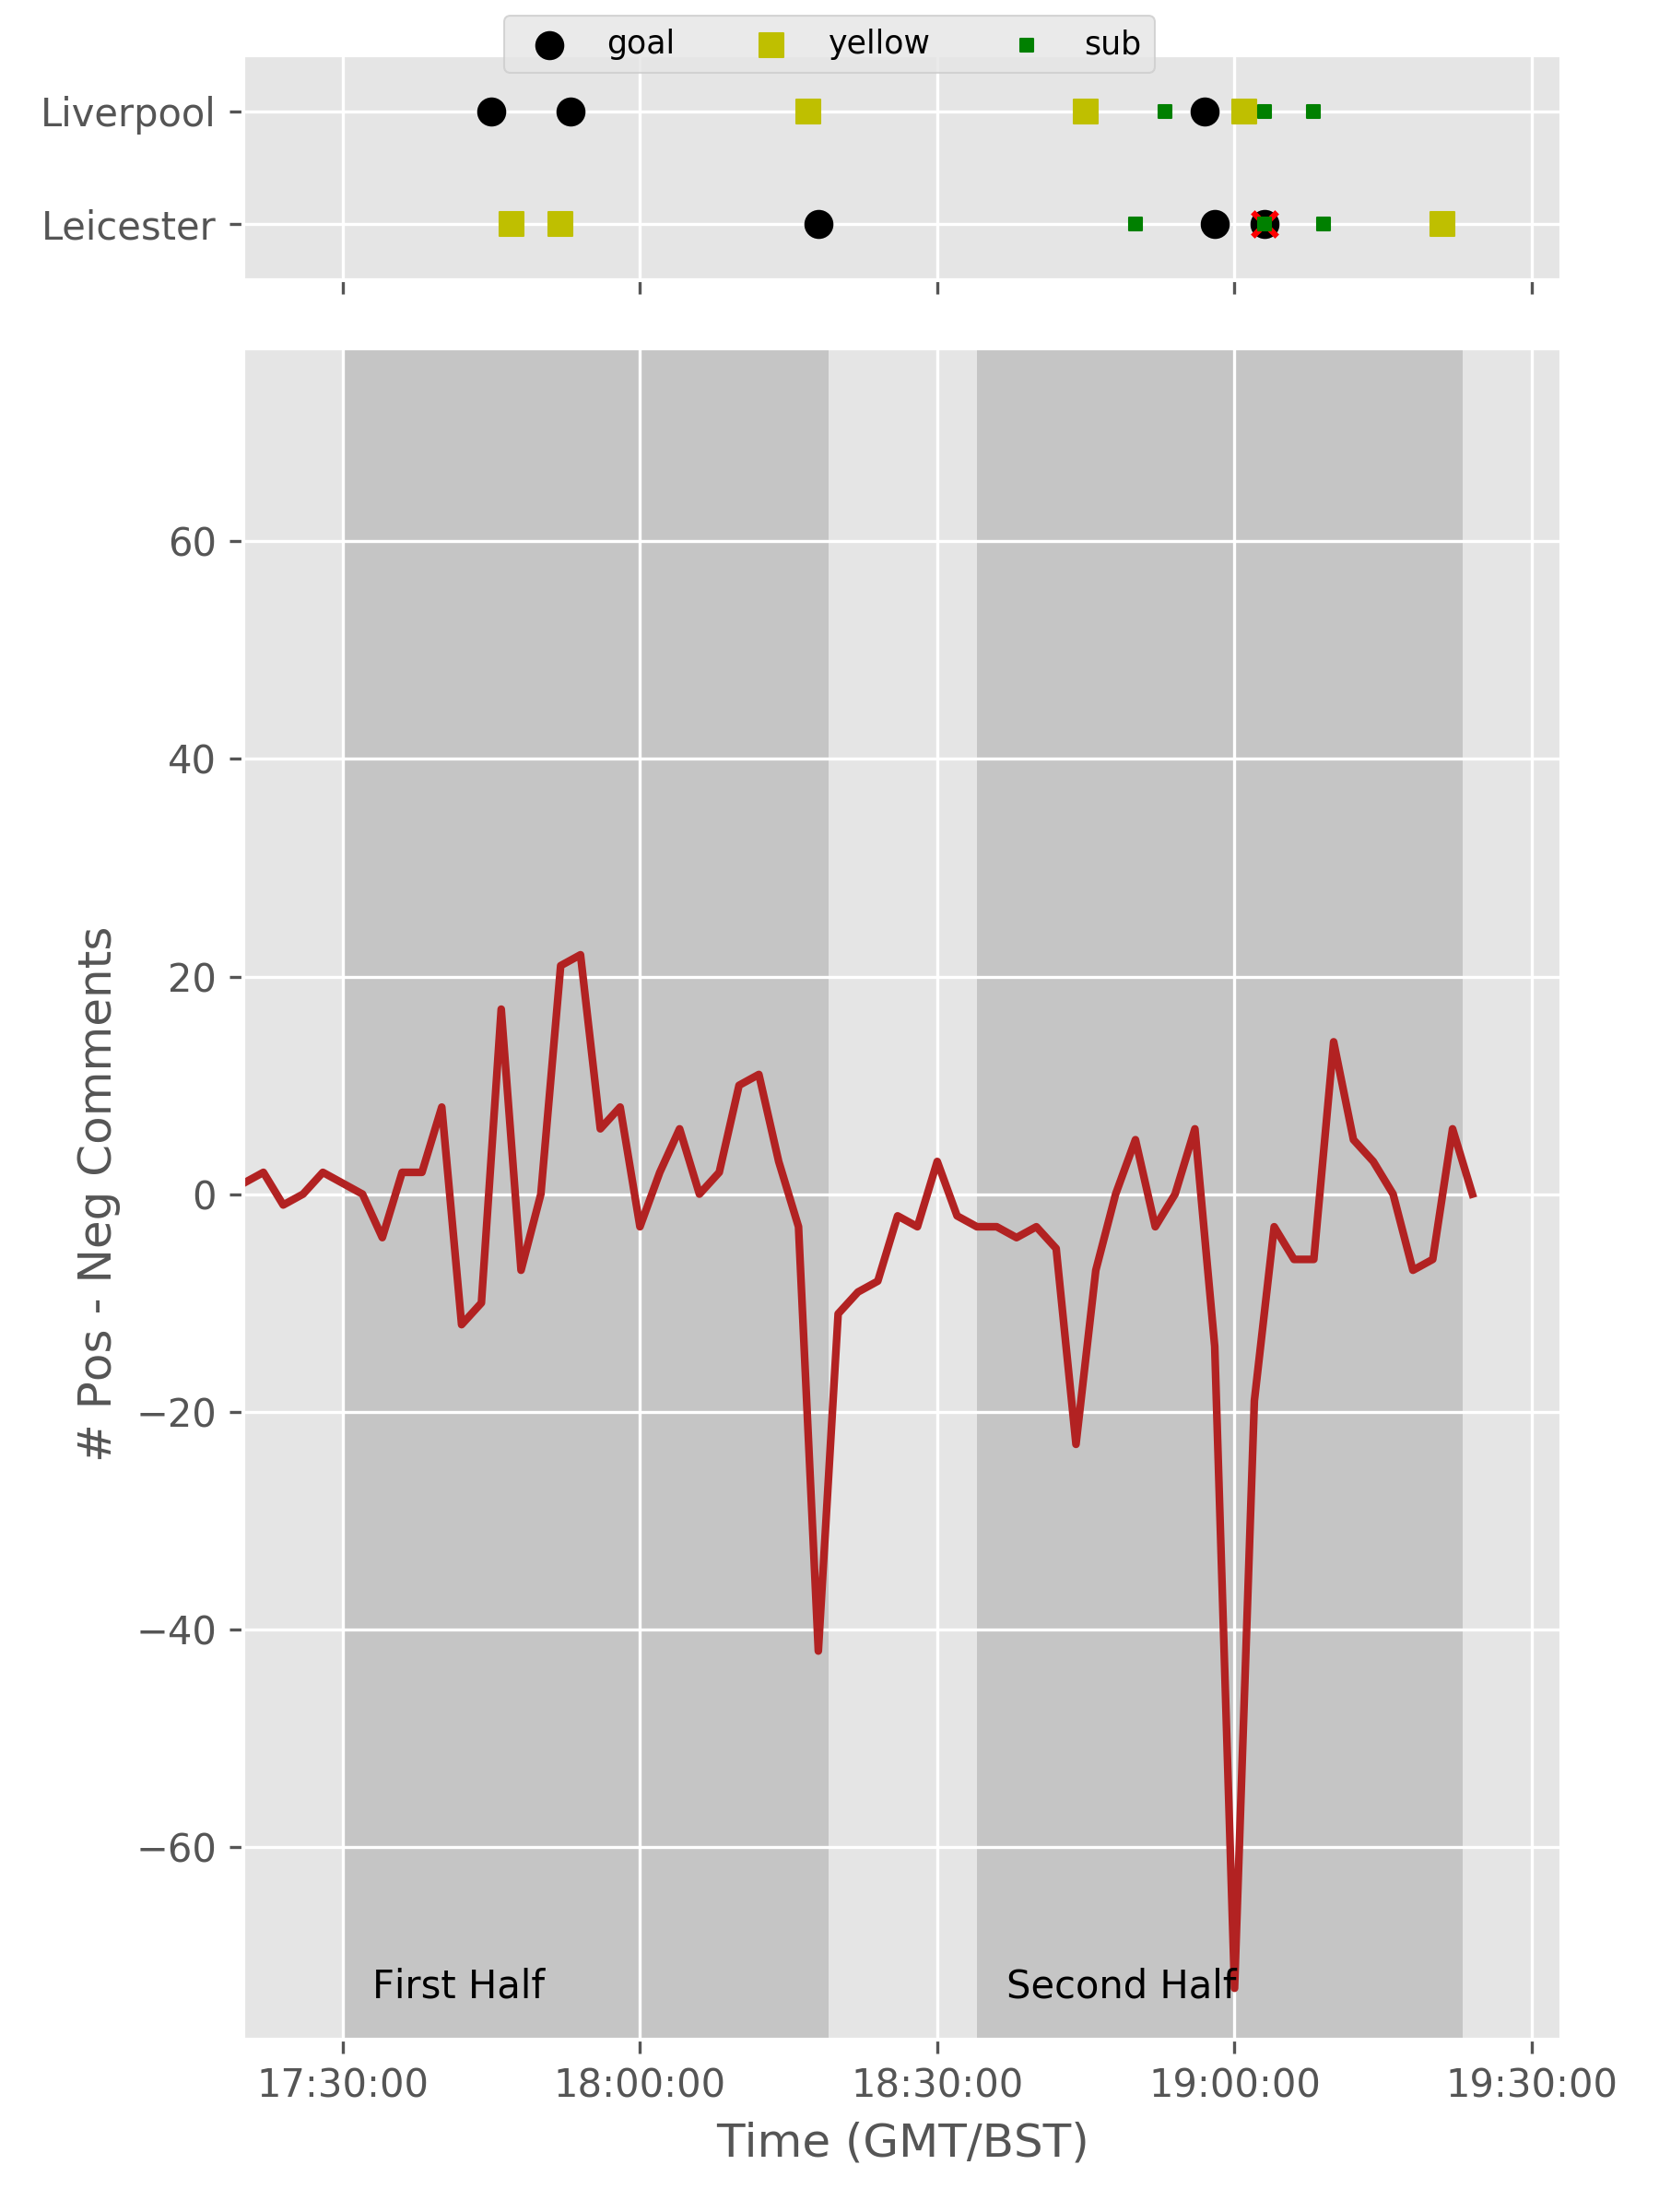 goal yellow sub
Liverpool
Leicester
60
40
20
0
−20
−40
−60
# Pos - Neg Comments
First Half Second Half
17:30:00 18:00:00 18:30:00 19:00:00 19:30:00
Time (GMT/BST)